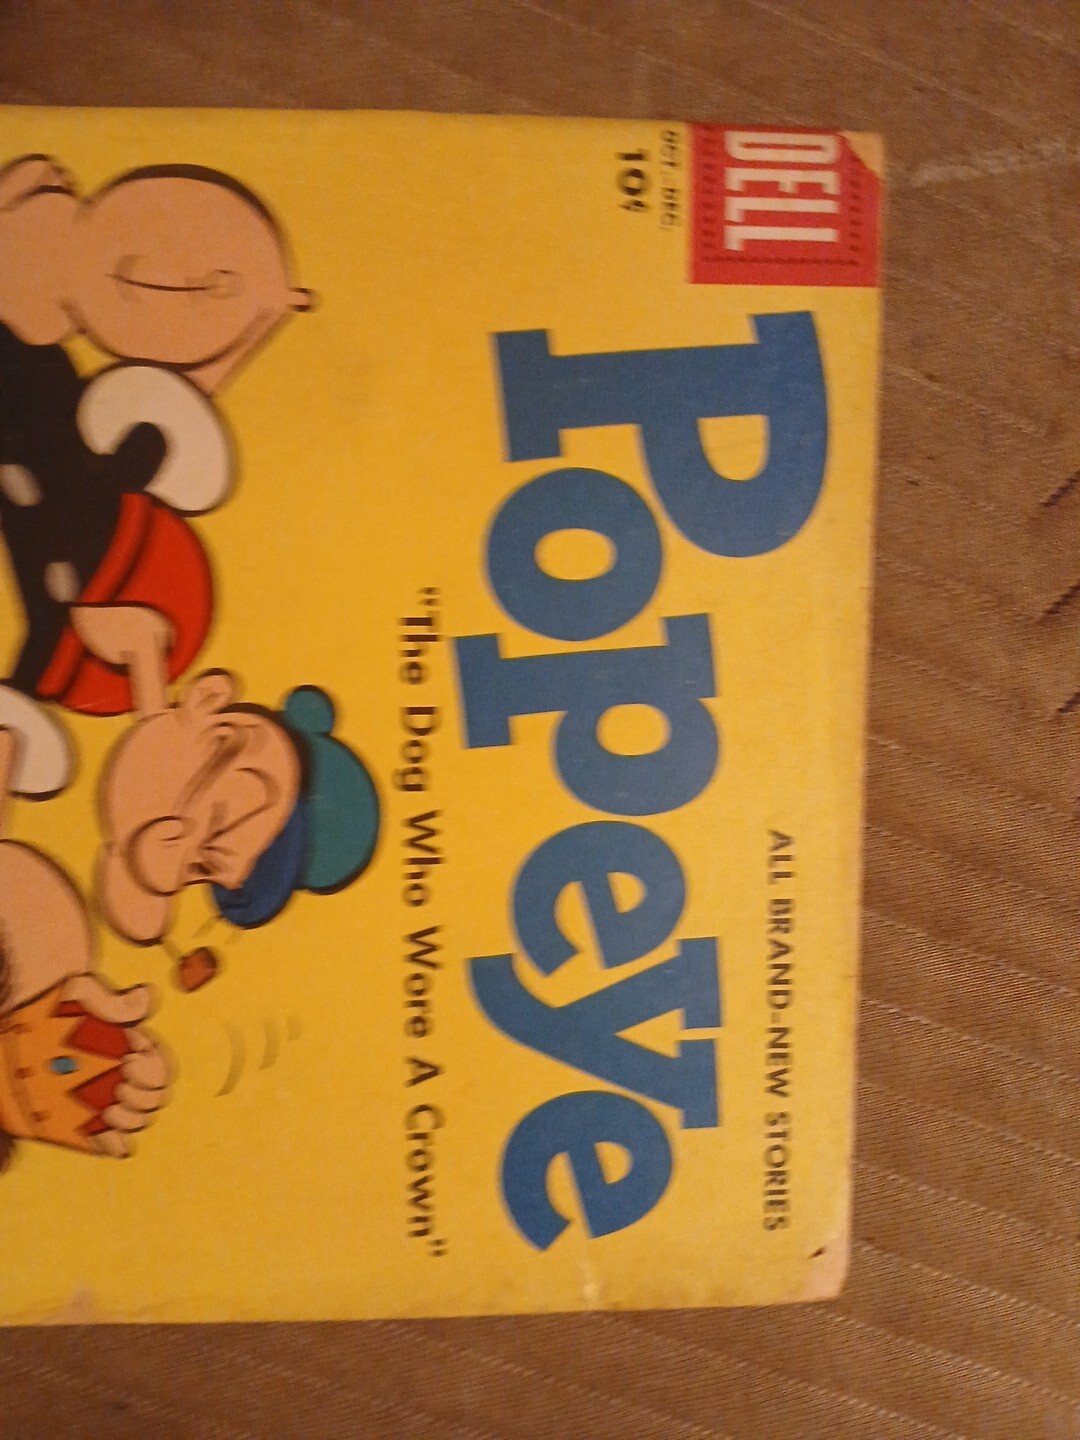 DELL
OCT.-DEC.
10¢
ALL BRAND-NEW STORIES
Popeye
"The Dog Who Wore A Crown"